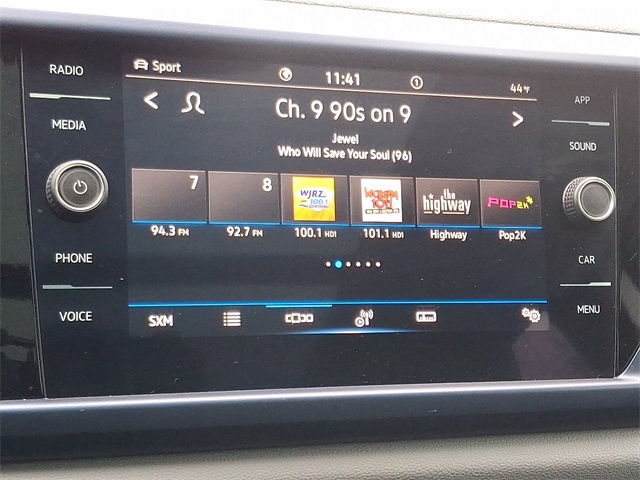 RADIO
MEDIA
PHONE
VOICE
Sport
11:41
1
44°F
Ch. 9 90s on 9
Jewel
Who Will Save Your Soul (96)
7
8
WJRZ
100.1
the
highway
POP2K
94.3 FM
92.7 FM
100.1 HD1
101.1 HD1
Highway
Pop2K
SXM
APP
SOUND
CAR
MENU